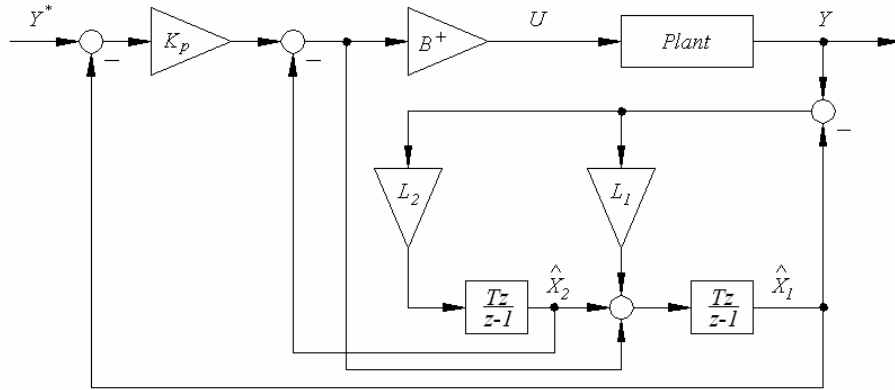 Y*
K_p
B^+
U
Plant
Y
−
−
−
L_2
L_1
Tz
z-1
X̂_2
Tz
z-1
X̂_1